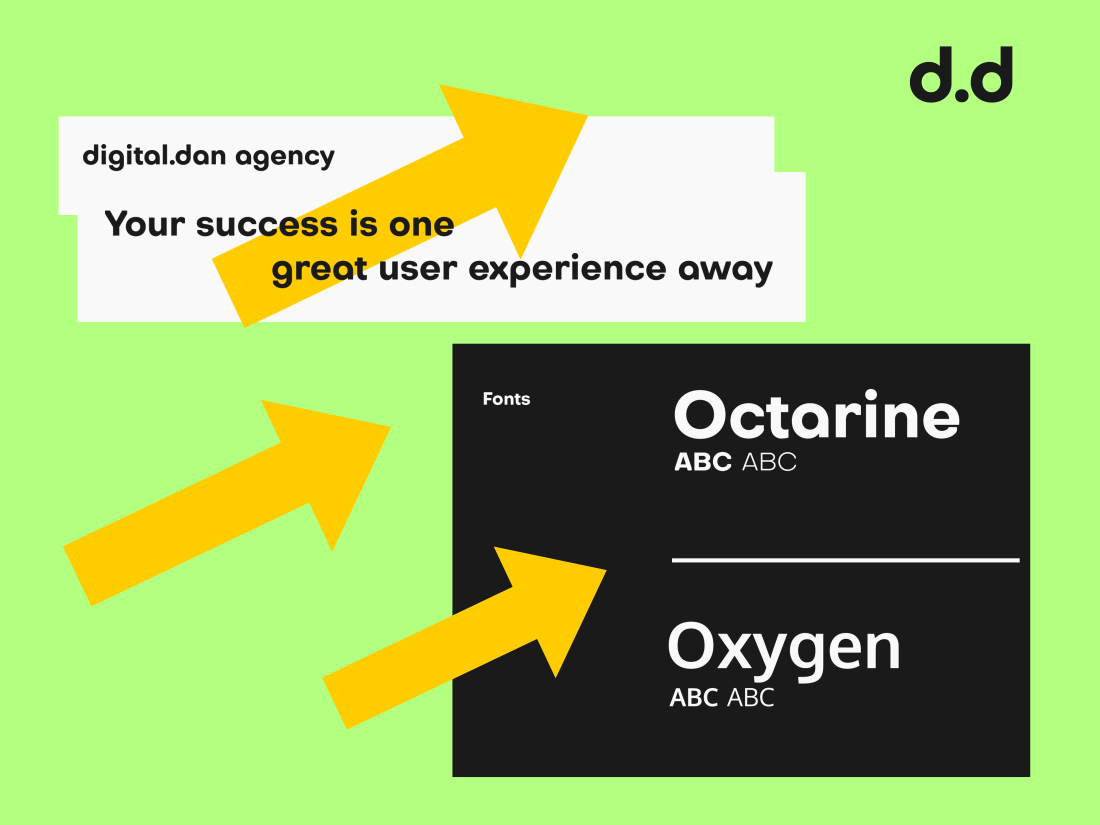 d.d
digital.dan agency
Your success is one
great user experience away
Fonts
Octarine
ABC ABC
Oxygen
ABC ABC